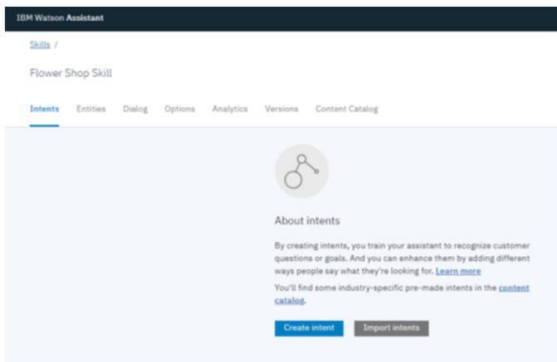 IBM Watson Assistant
Skills /
Flower Shop Skill
Intents Entities Dialog Options Analytics Versions Content Catalog
About intents
By creating intents, you train your assistant to recognize customer
questions or goals. And you can enhance them by adding different
ways people say what they're looking for. Learn more
You'll find some industry-specific pre-made intents in the content
catalog.
Create intent Import intents